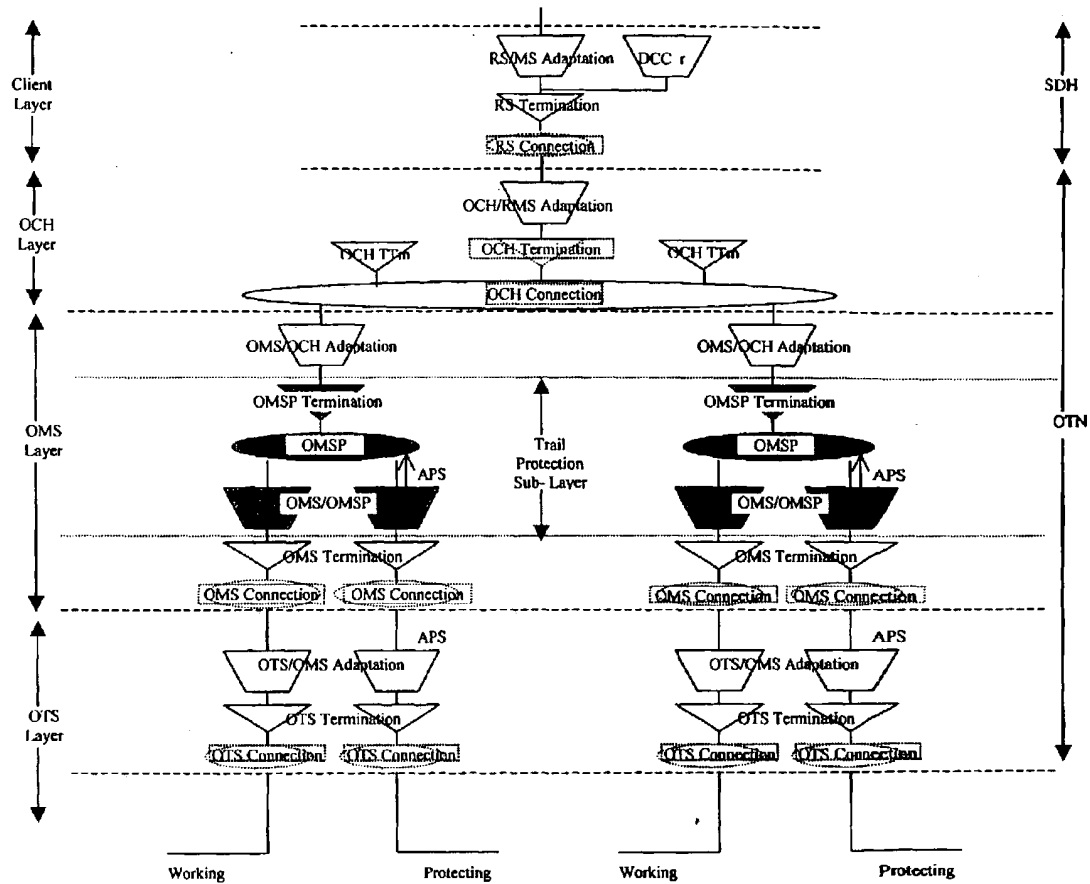 RS/MS Adaptation
DCC r
Client
Layer
SDH
RS Termination
RS Connection
OCH/RMS Adaptation
OCH
Layer
OCH TTm
OCH Termination
OCH TTm
OCH Connection
OMS/OCH Adaptation
OMS/OCH Adaptation
OMSP Termination
OMSP Termination
OMS
Layer
OMSP
Trail
Protection
Sub- Layer
OMSP
OTN
APS
APS
OMS/OMSP
OMS/OMSP
OMS Termination
OMS Termination
OMS Connection
OMS Connection
OMS Connection
OMS Connection
APS
APS
OTS/OMS Adaptation
OTS/OMS Adaptation
OTS
Layer
OTS Termination
OTS Termination
OTS Connection
OTS Connection
OTS Connection
OTS Connection
Working
Protecting
Working
Protecting